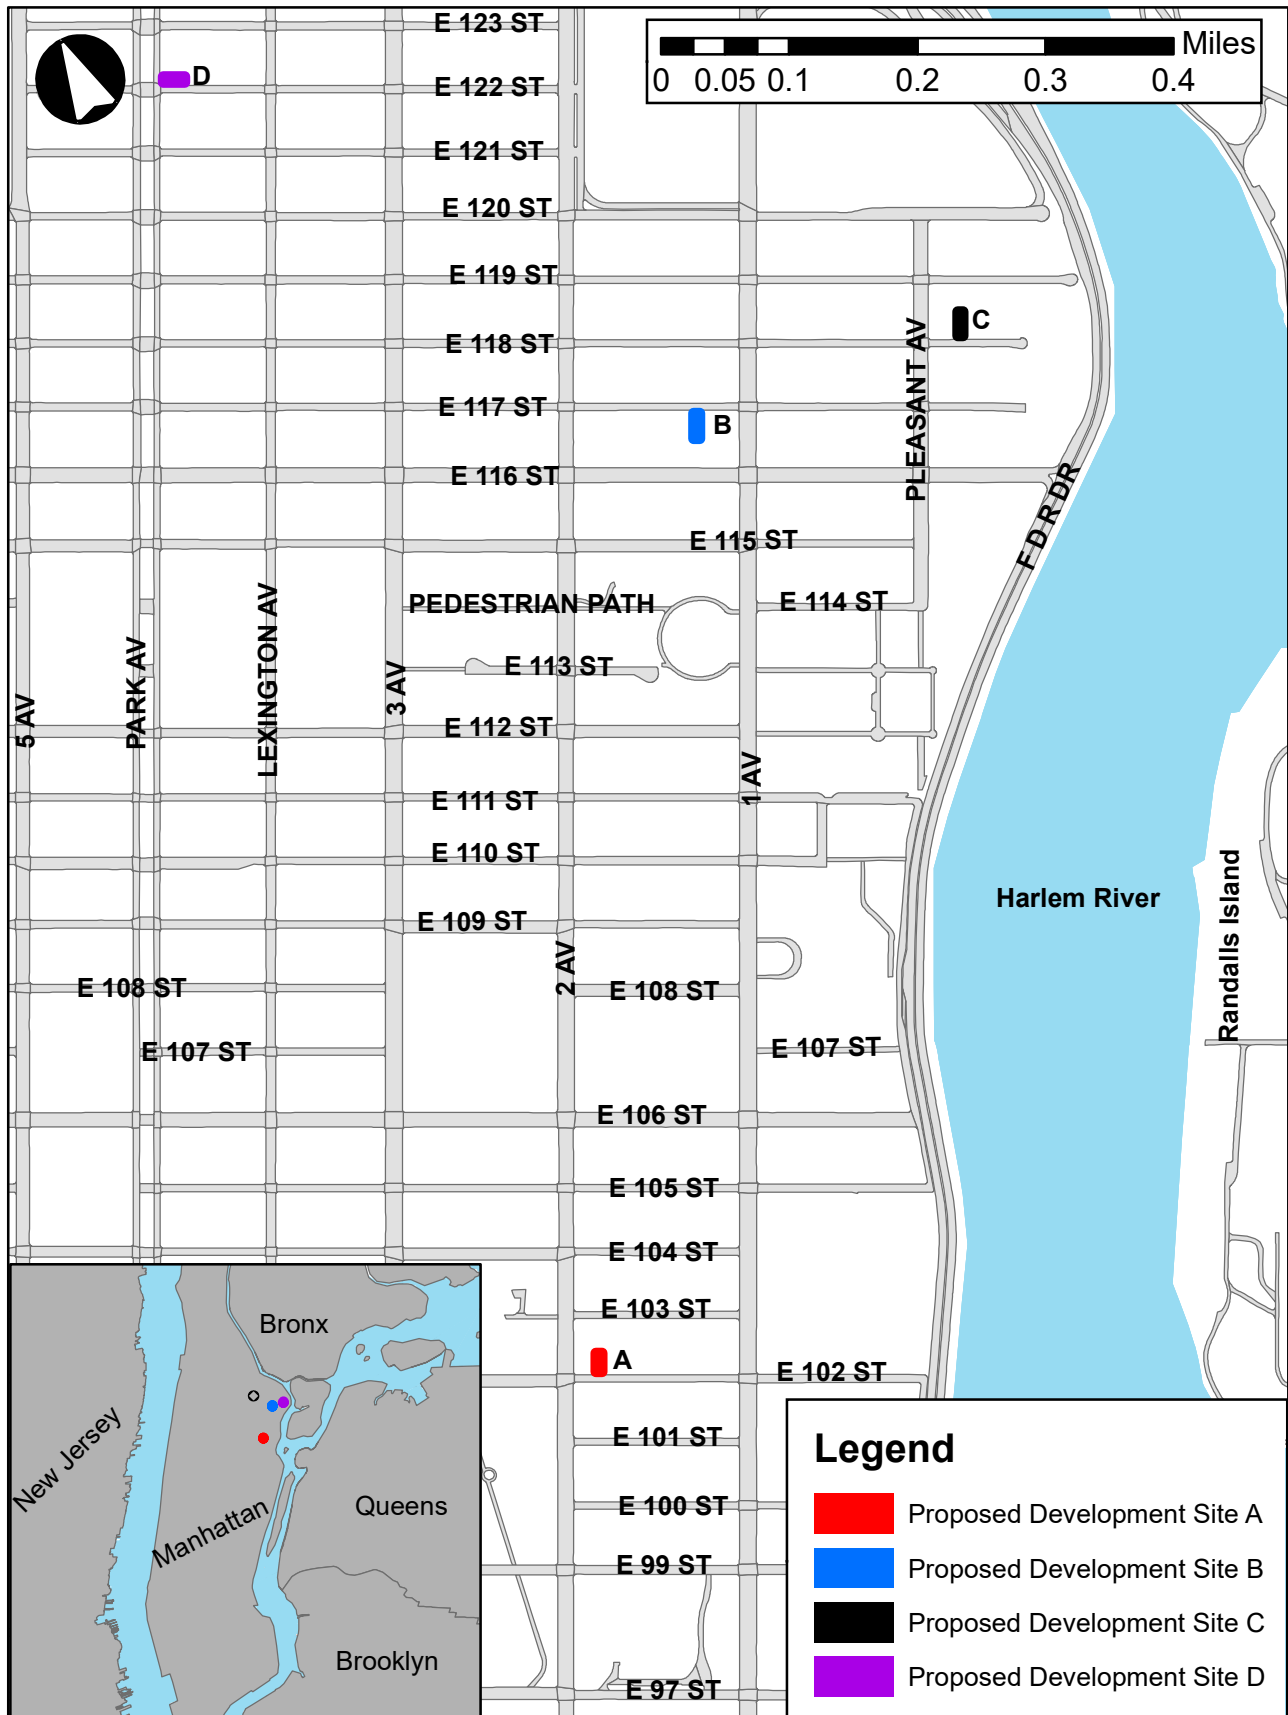 E 123 ST
Miles
0 0.05 0.1 0.2 0.3 0.4
D
E 122 ST
E 121 ST
E 120 ST
E 119 ST
C
E 118 ST
PLEASANT AV
E 117 ST
B
E 116 ST
F D R DR
E 115 ST
PEDESTRIAN PATH
E 114 ST
E 113 ST
5 AV
PARK AV
LEXINGTON AV
3 AV
E 112 ST
1 AV
E 111 ST
E 110 ST
Harlem River
Randalls Island
E 109 ST
2 AV
E 108 ST
E 108 ST
E 107 ST
E 107 ST
E 106 ST
E 105 ST
E 104 ST
E 103 ST
A
E 102 ST
E 101 ST
E 100 ST
E 99 ST
E 97 ST
Bronx
New Jersey
Manhattan
Queens
Brooklyn
Legend
Proposed Development Site A
Proposed Development Site B
Proposed Development Site C
Proposed Development Site D